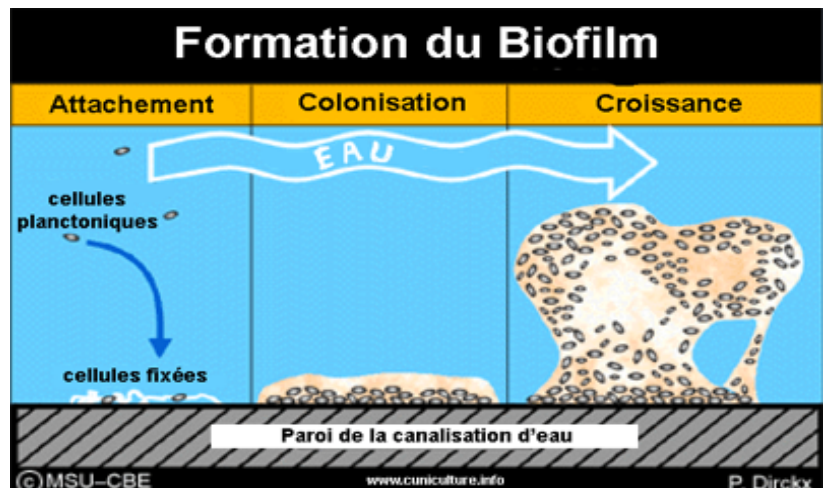 Formation du Biofilm
Attachement
Colonisation
Croissance
EAU
cellules
planctoniques
cellules fixées
Paroi de la canalisation d'eau
©MSU–CBE
www.cuniculture.info
P. Dirckx